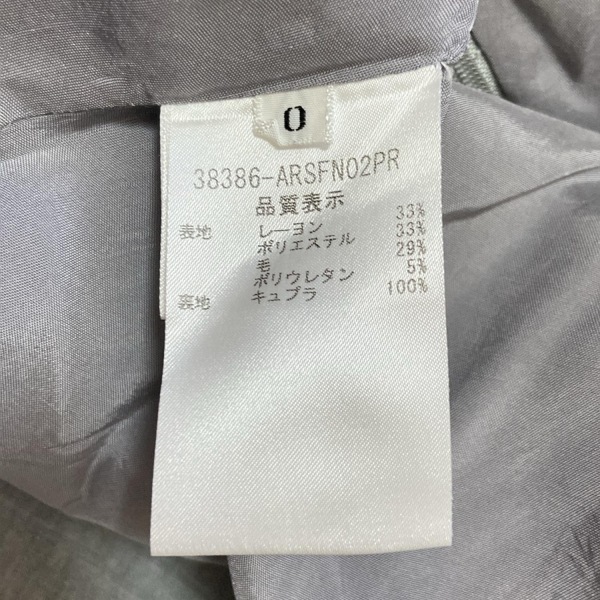 0
38386-ARSFN02PR
品質表示
表地 レーヨン 33%
ポリエステル 33%
毛 29%
ポリウレタン 5%
裏地 キュプラ 100%